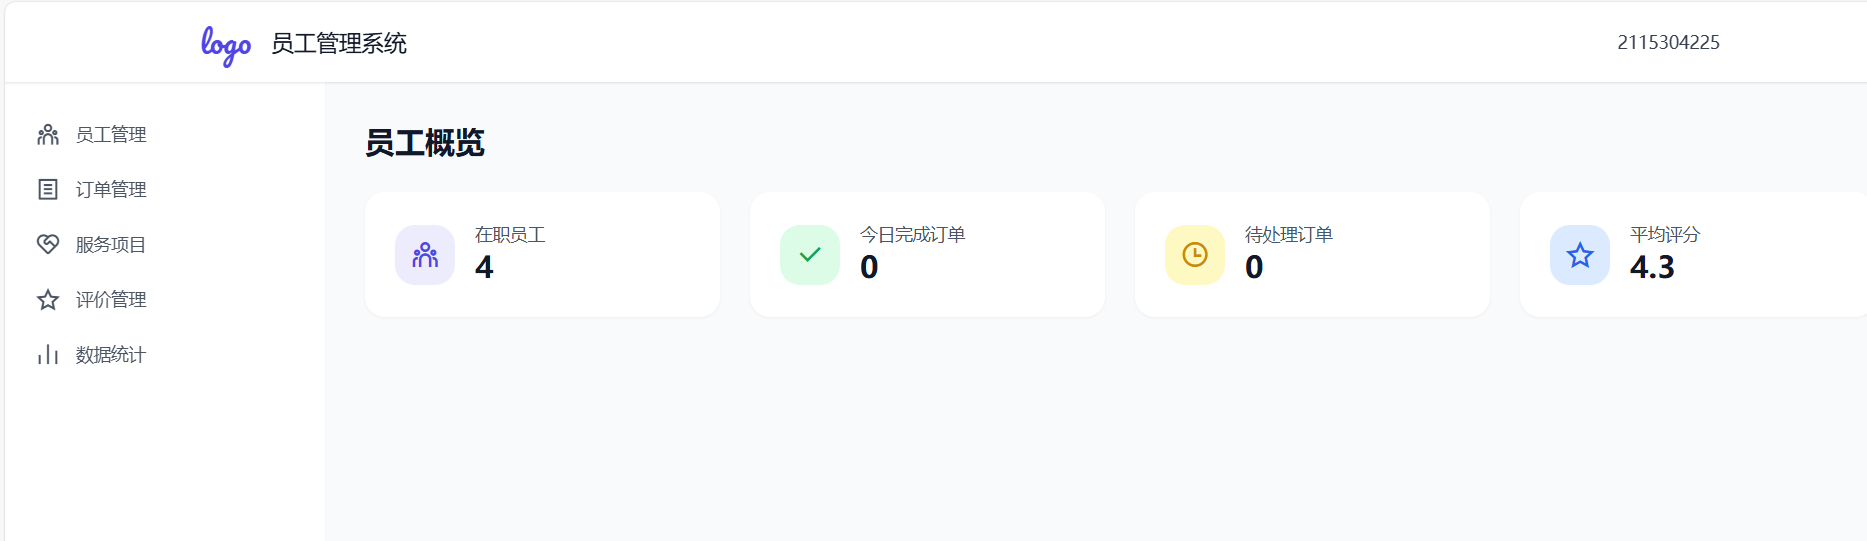 logo 员工管理系统
2115304225
员工管理
订单管理
服务项目
评价管理
数据统计
员工概览
在职员工
4
今日完成订单
0
待处理订单
0
平均评分
4.3